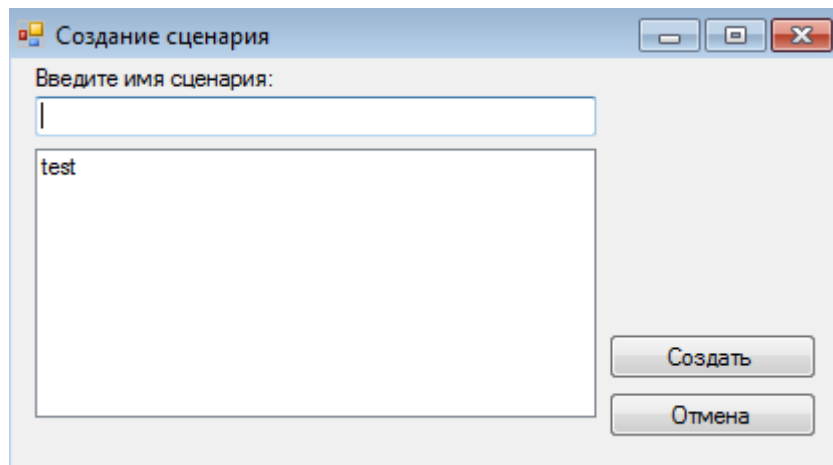 Создание сценария
Введите имя сценария:
test
Создать
Отмена